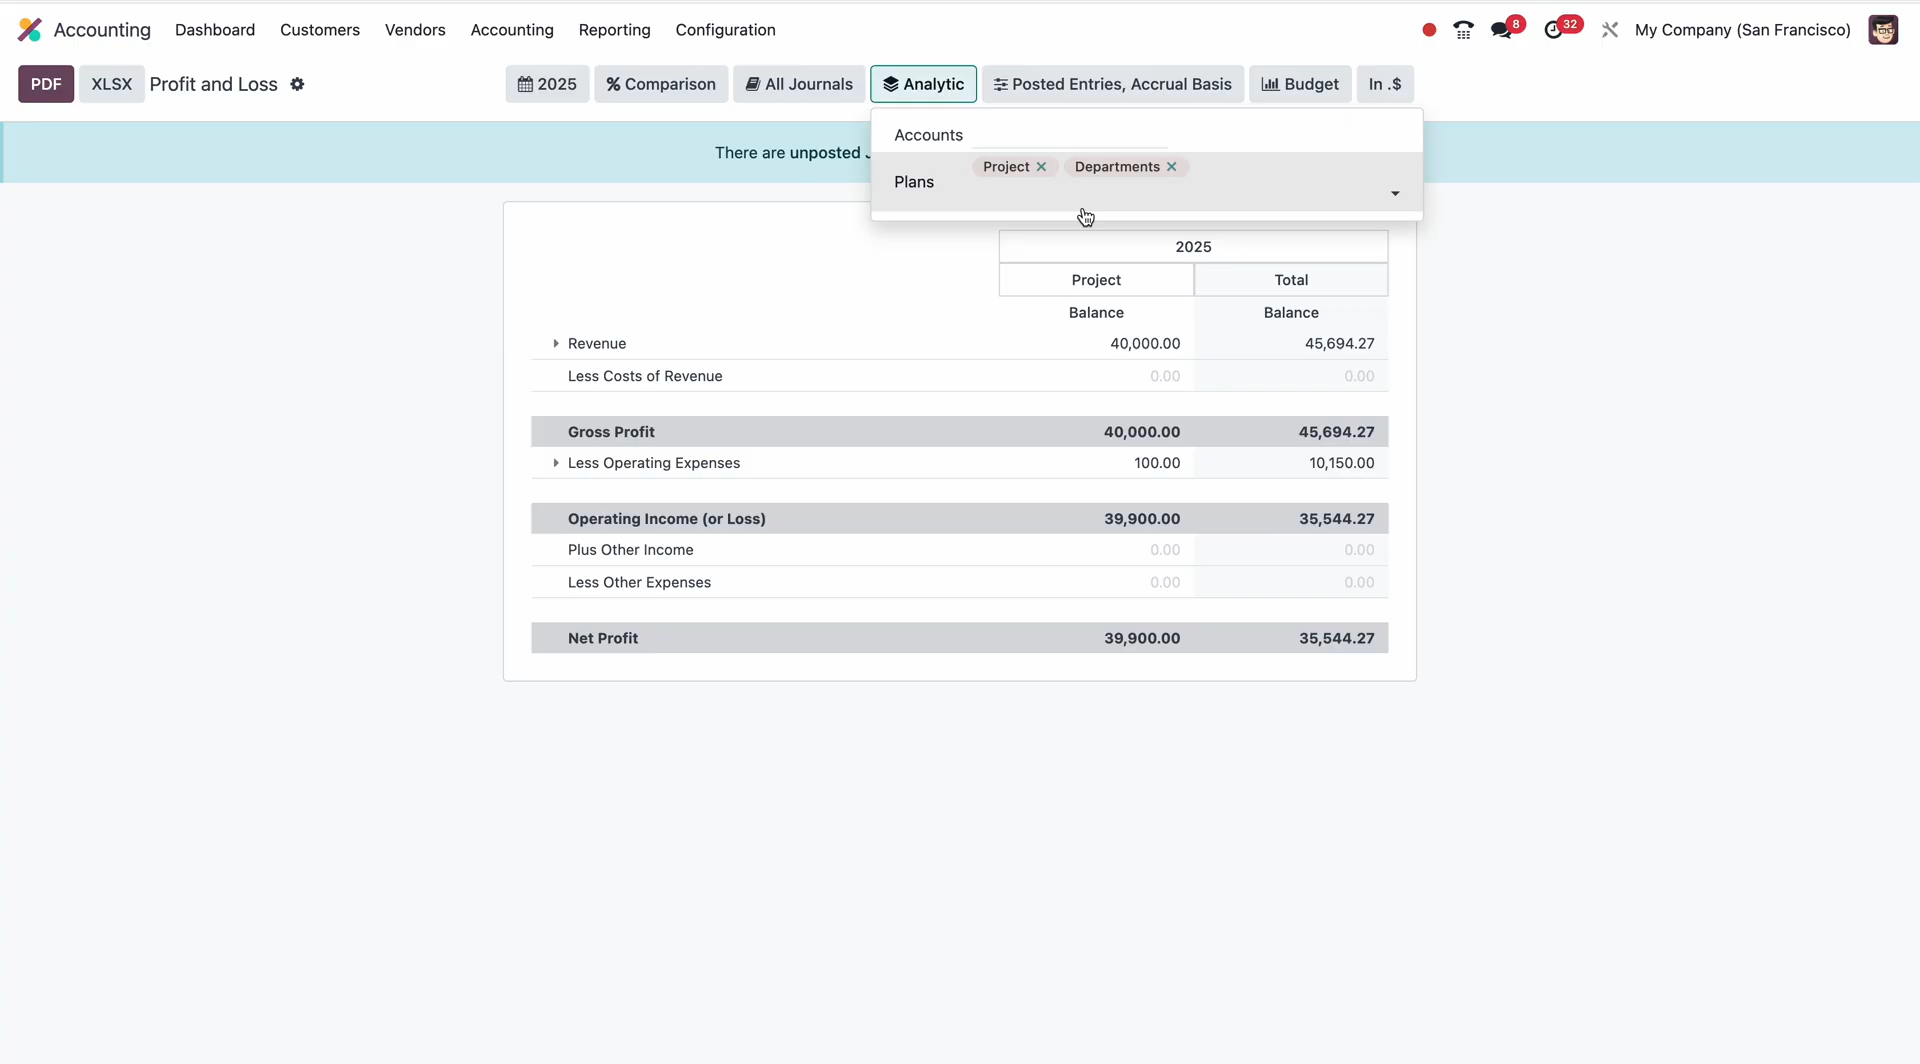 Accounting Dashboard Customers Vendors Accounting Reporting Configuration 8 32 My Company (San Francisco)
PDF XLSX Profit and Loss 2025 Comparison All Journals Analytic Posted Entries, Accrual Basis Budget In .$
Accounts
There are unposted
Project Departments
Plans
2025
Project Total
Balance Balance
Revenue 40,000.00 45,694.27
Less Costs of Revenue 0.00 0.00
Gross Profit 40,000.00 45,694.27
Less Operating Expenses 100.00 10,150.00
Operating Income (or Loss) 39,900.00 35,544.27
Plus Other Income 0.00 0.00
Less Other Expenses 0.00 0.00
Net Profit 39,900.00 35,544.27